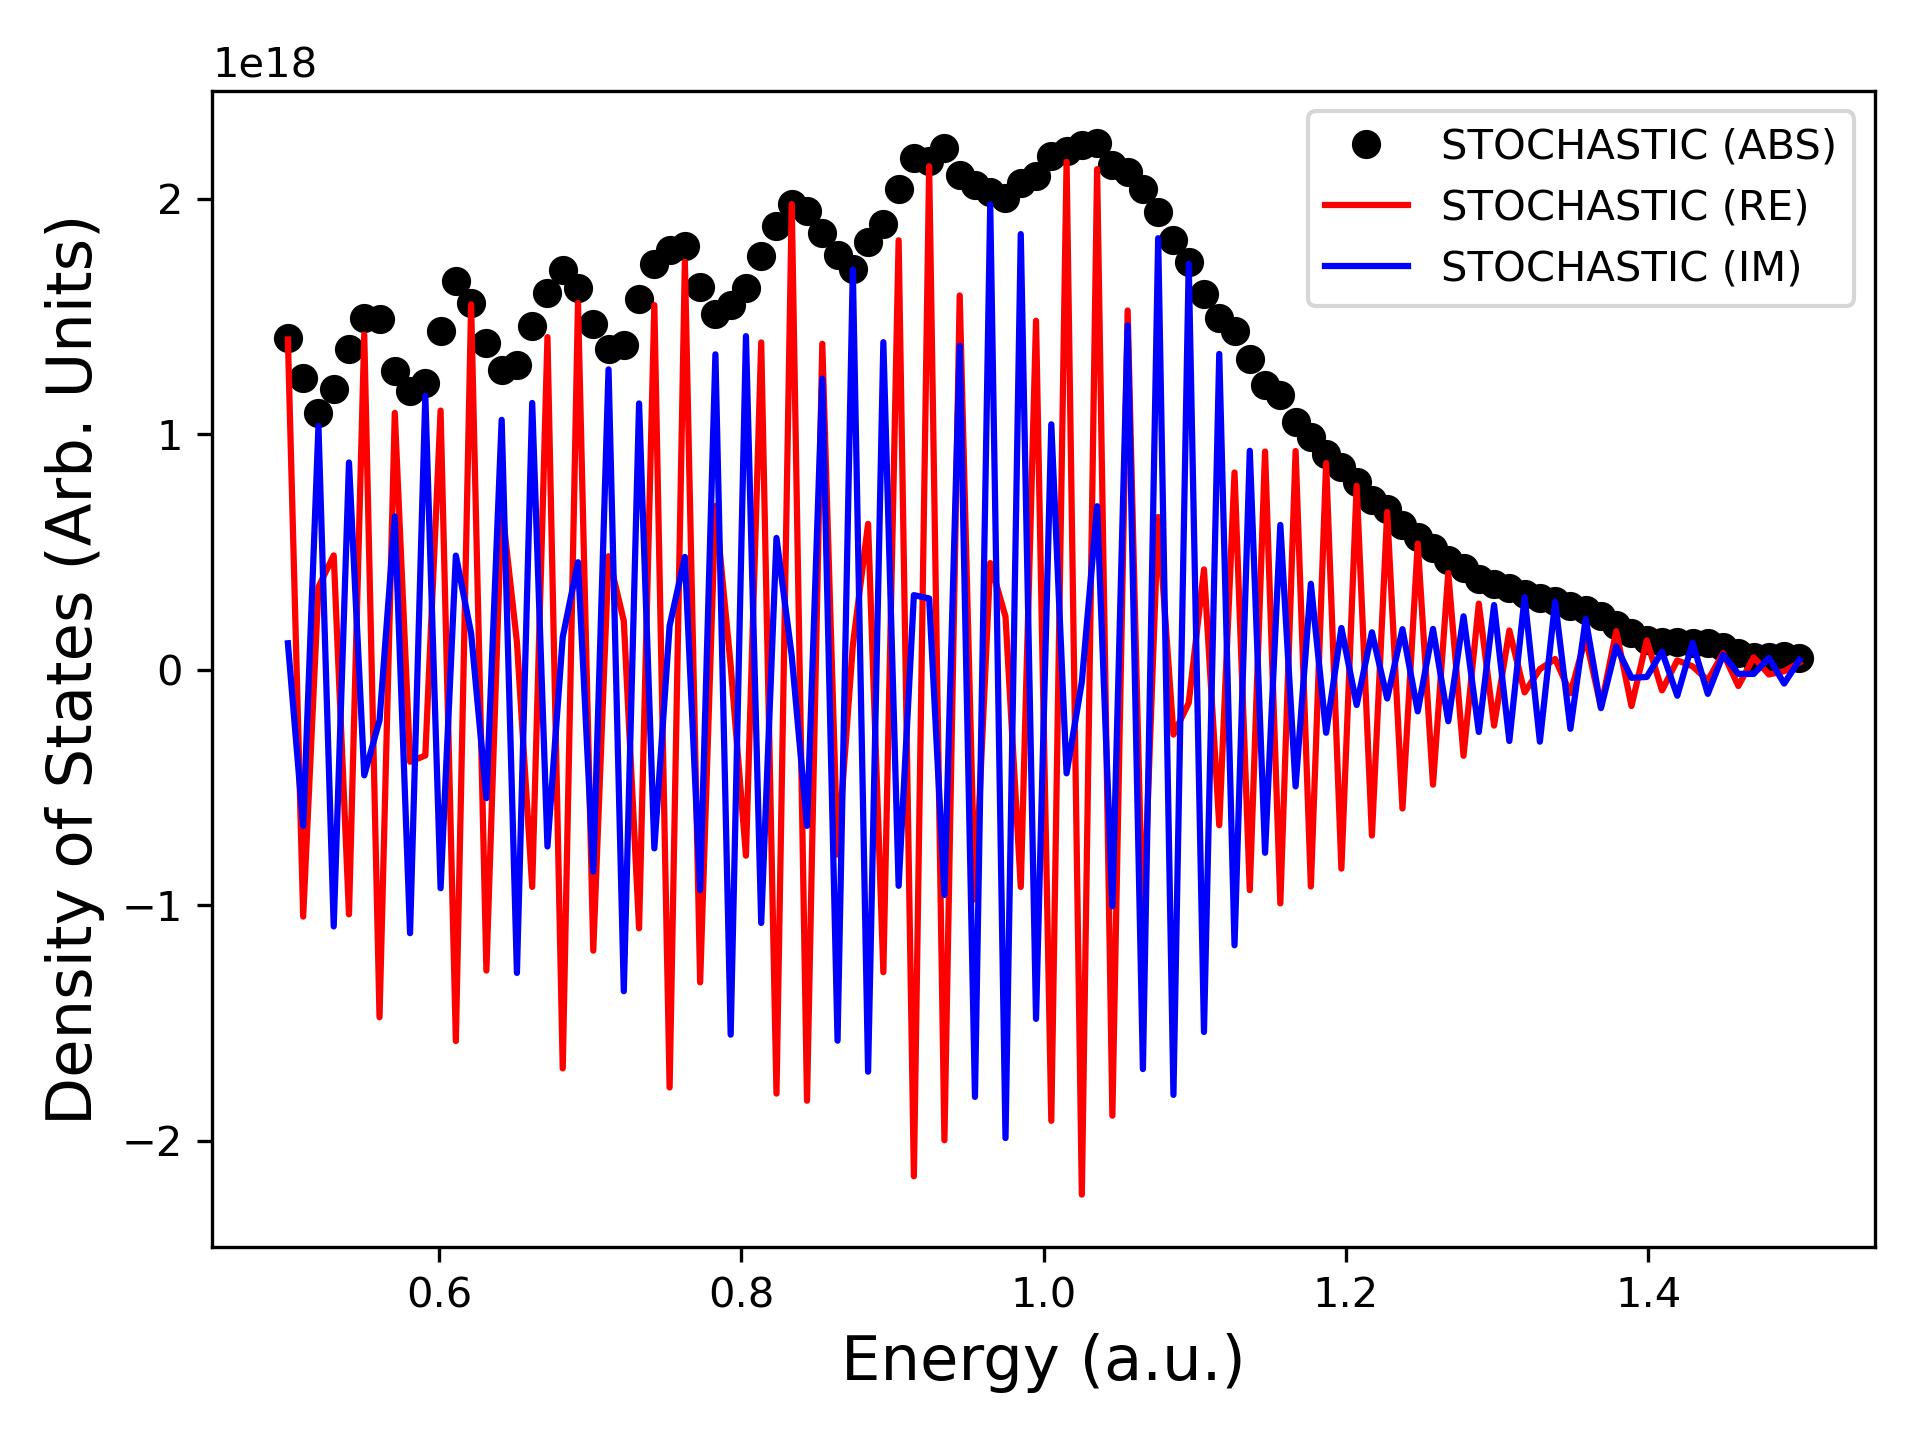 1e18
STOCHASTIC (ABS)
STOCHASTIC (RE)
STOCHASTIC (IM)
Density of States (Arb. Units)
2
1
0
−1
−2
0.6 0.8 1.0 1.2 1.4
Energy (a.u.)